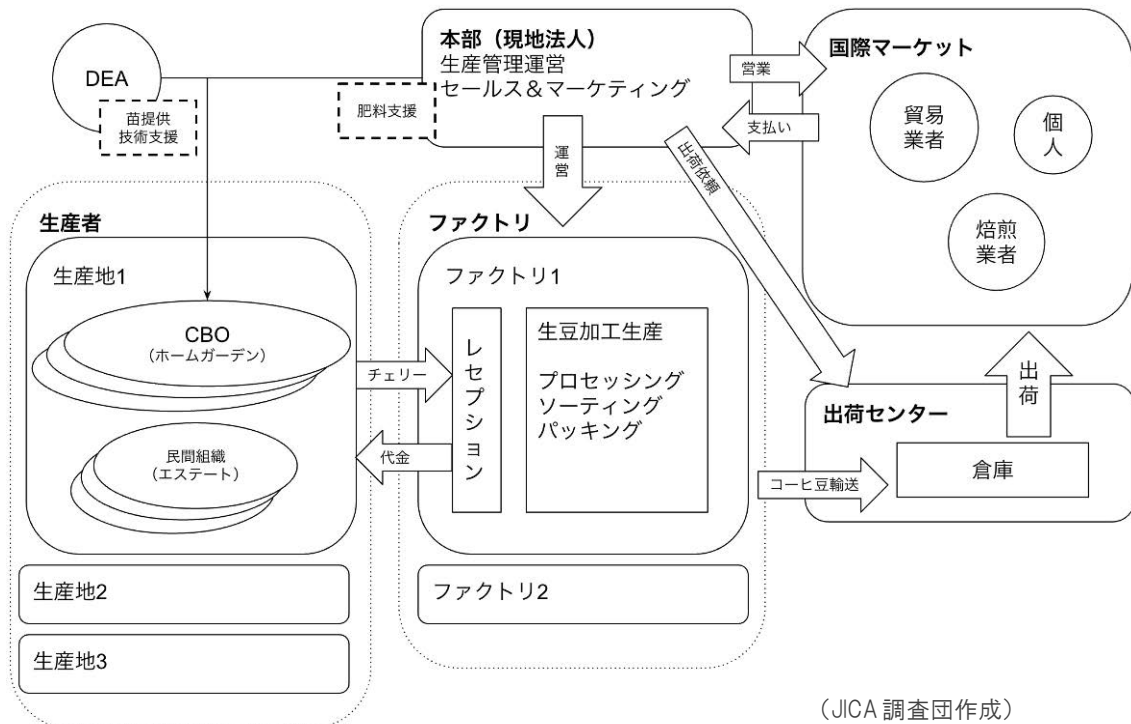 DEA
苗提供
技術支援
肥料支援
本部（現地法人）
生産管理運営
セールス＆マーケティング
営業
支払い
国際マーケット
貿易
業者
個
人
焙煎
業者
運
営
出荷依頼
生産者
生産地1
CBO
（ホームガーデン）
民間組織
（エステート）
生産地2
生産地3
チェリー
代金
ファクトリ
ファクトリ1
レセプション
生豆加工生産
プロセッシング
ソーティング
パッキング
ファクトリ2
コーヒ豆輸送
出荷
出荷センター
倉庫
（JICA 調査団作成）